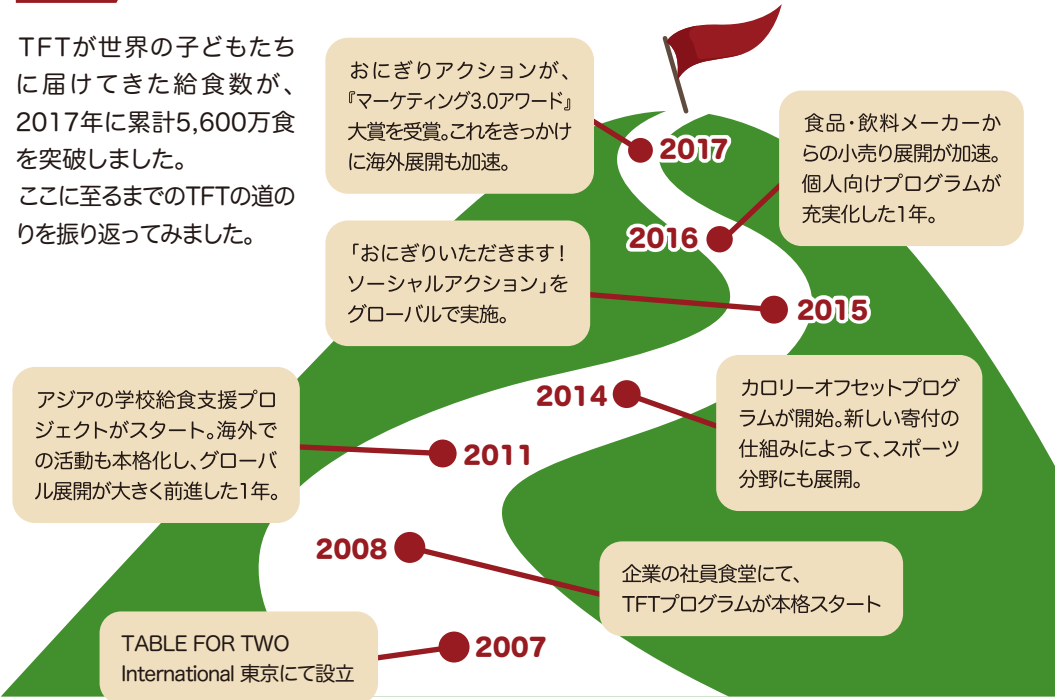 TFTが世界の子どもたち
に届けてきた給食数が、
2017年に累計5,600万食
を突破しました。
ここに至るまでのTFTの道の
りを振り返ってみました。
おにぎりアクションが、
『マーケティング3.0アワード』
大賞を受賞。これをきっかけ
に海外展開も加速。
2017
食品・飲料メーカーか
らの小売り展開が加速。
個人向けプログラムが
充実化した1年。
2016
「おにぎりいただきます！
ソーシャルアクション」を
グローバルで実施。
2015
カロリーオフセットプログ
ラムが開始。新しい寄付の
仕組みによって、スポーツ
分野にも展開。
2014
アジアの学校給食支援プロ
ジェクトがスタート。海外で
の活動も本格化し、グローバ
ル展開が大きく前進した1年。
2011
2008
企業の社員食堂にて、
TFTプログラムが本格スタート
TABLE FOR TWO
International 東京にて設立
2007